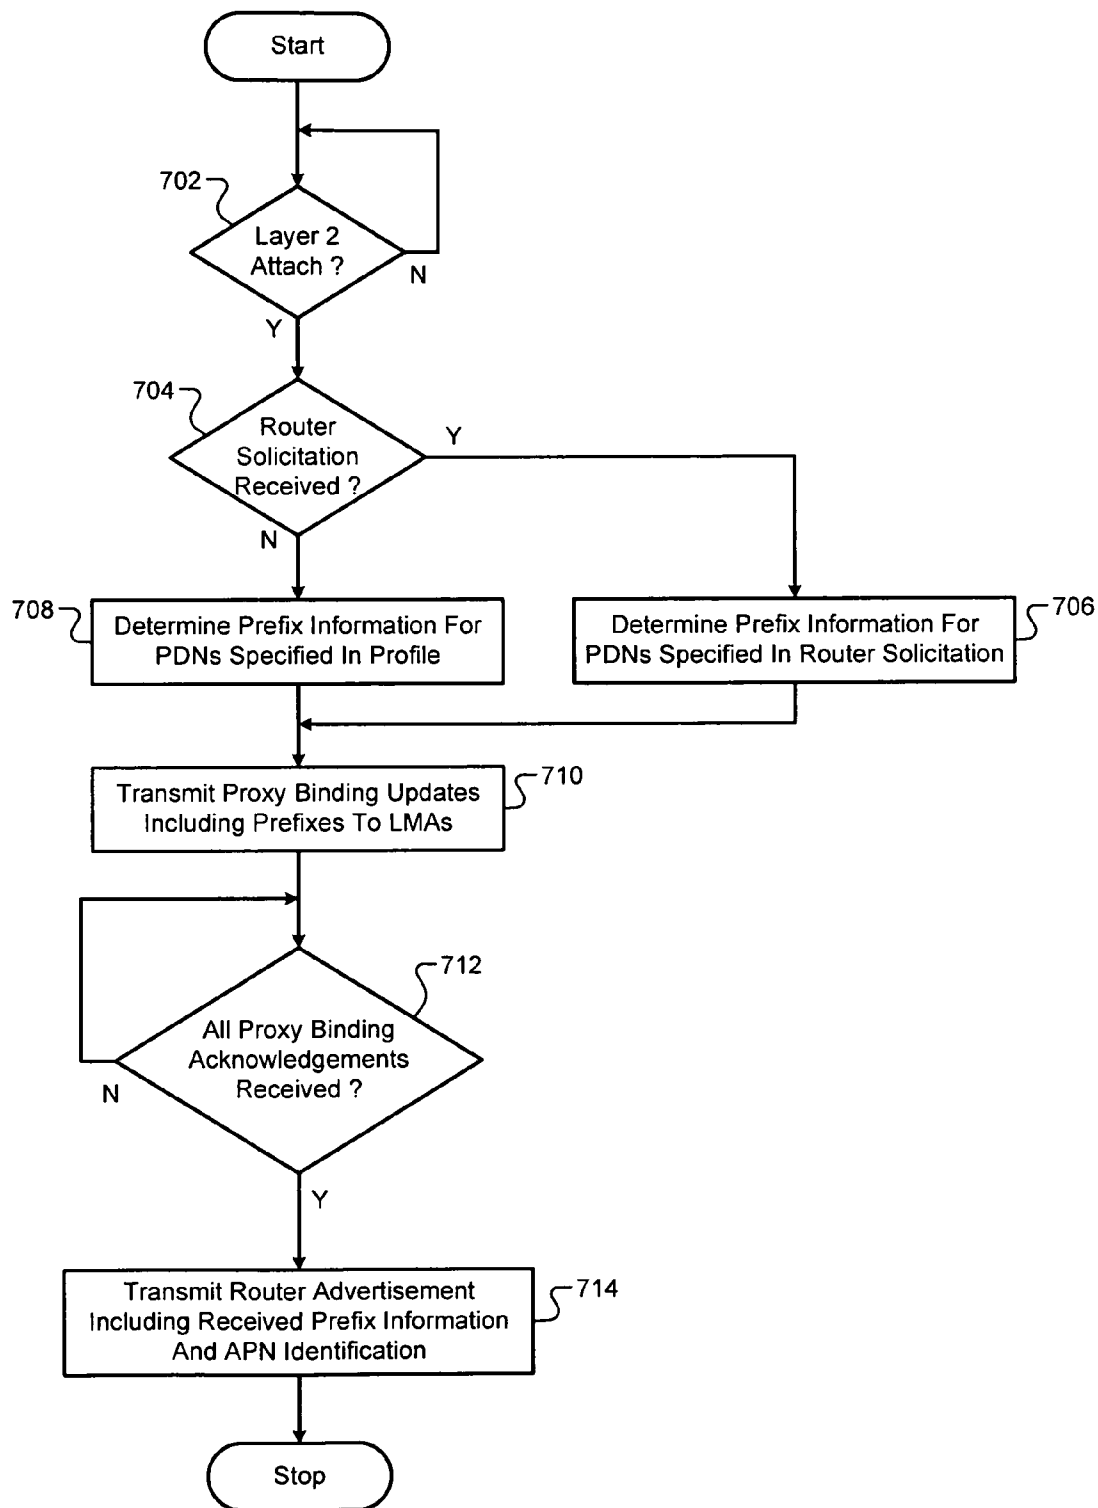 Start
702
Layer 2
Attach ?
N
Y
704
Router
Solicitation
Received ?
Y
N
708
Determine Prefix Information For
PDNs Specified In Profile
Determine Prefix Information For
PDNs Specified In Router Solicitation
706
Transmit Proxy Binding Updates
Including Prefixes To LMAs
710
712
All Proxy Binding
Acknowledgements
Received ?
N
Y
Transmit Router Advertisement
Including Received Prefix Information
And APN Identification
714
Stop